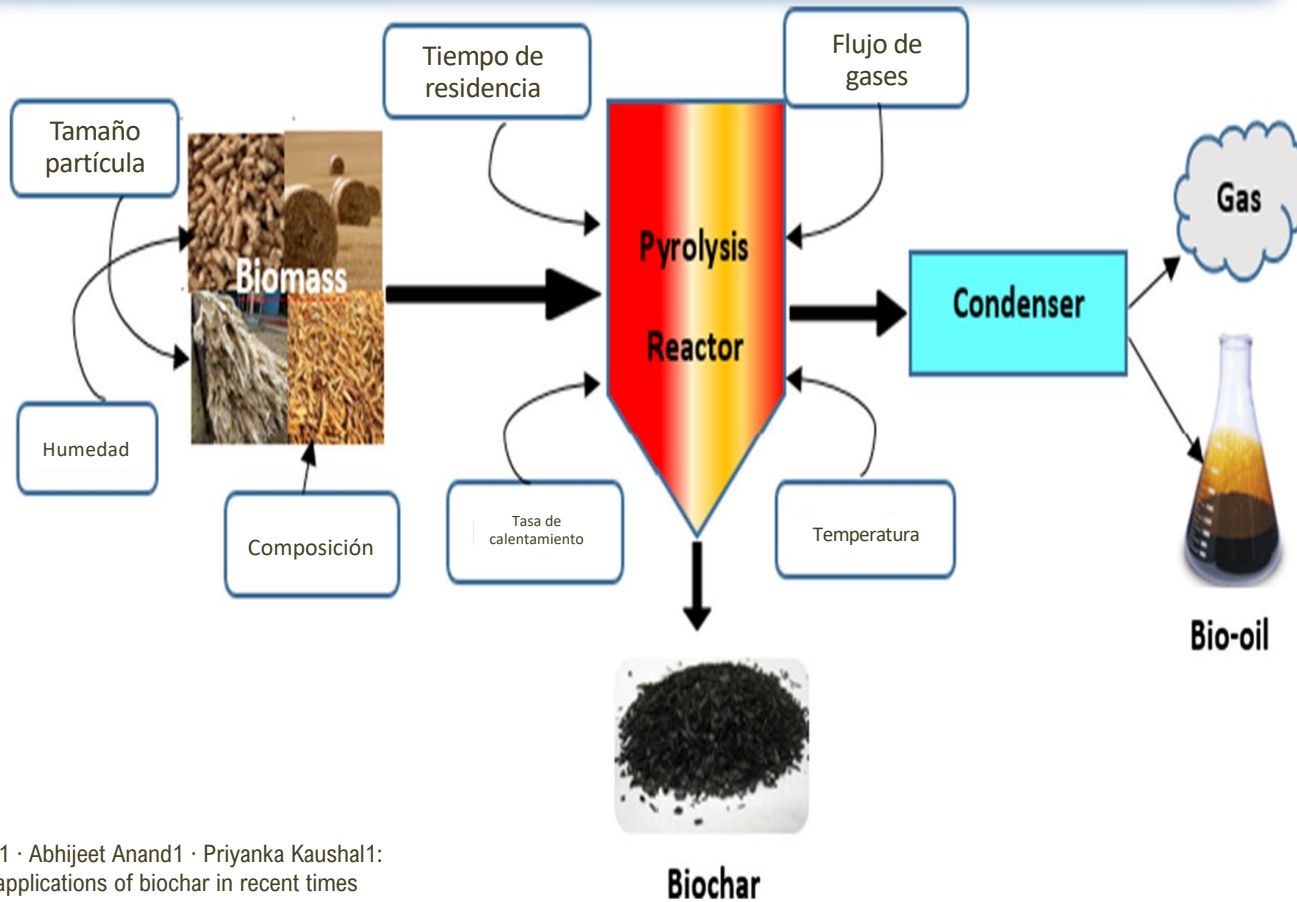 Tiempo de
residencia
Flujo de
gases
Tamaño
partícula
Biomass
Pyrolysis
Reactor
Condenser
Gas
Humedad
Composición
Tasa de
calentamiento
Temperatura
Bio-oil
Biochar
1 · Abhijeet Anand1 · Priyanka Kaushal1:
applications of biochar in recent times